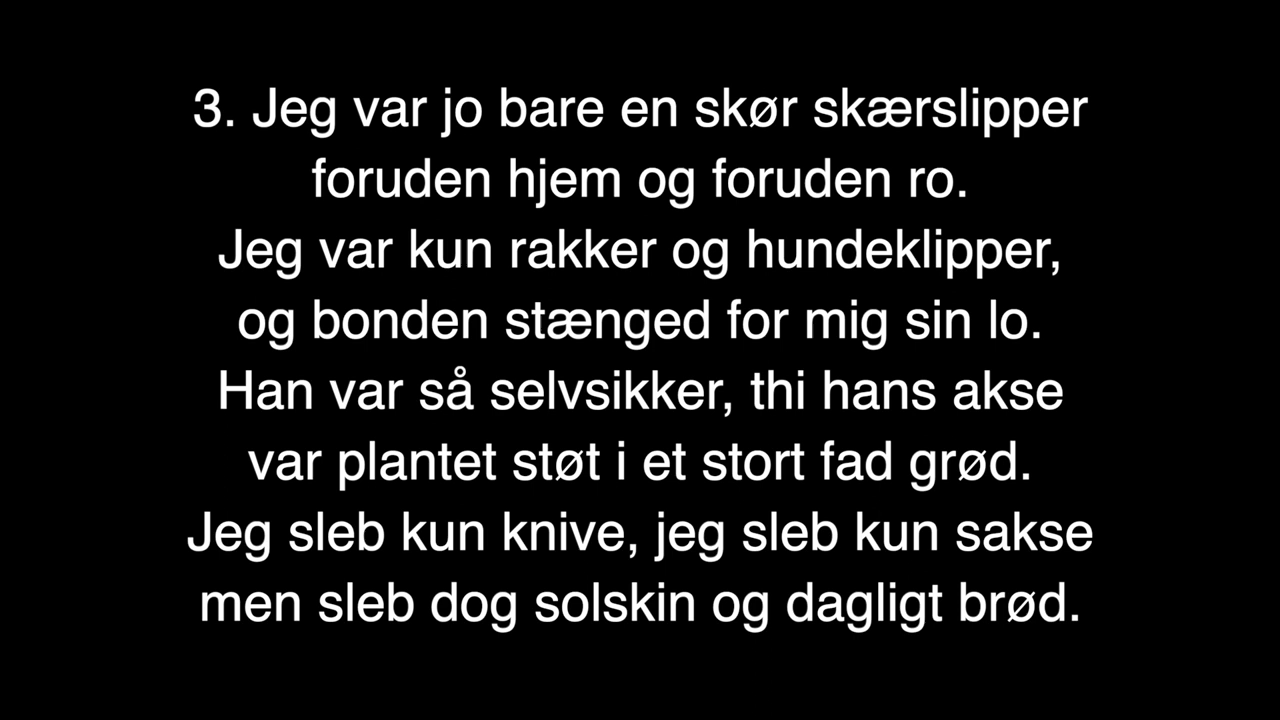 3. Jeg var jo bare en skør skærslipper
foruden hjem og foruden ro.
Jeg var kun rakker og hundeklipper,
og bonden stænged for mig sin lo.
Han var så selvsikker, thi hans akse
var plantet støt i et stort fad grød.
Jeg sleb kun knive, jeg sleb kun sakse
men sleb dog solskin og dagligt brød.